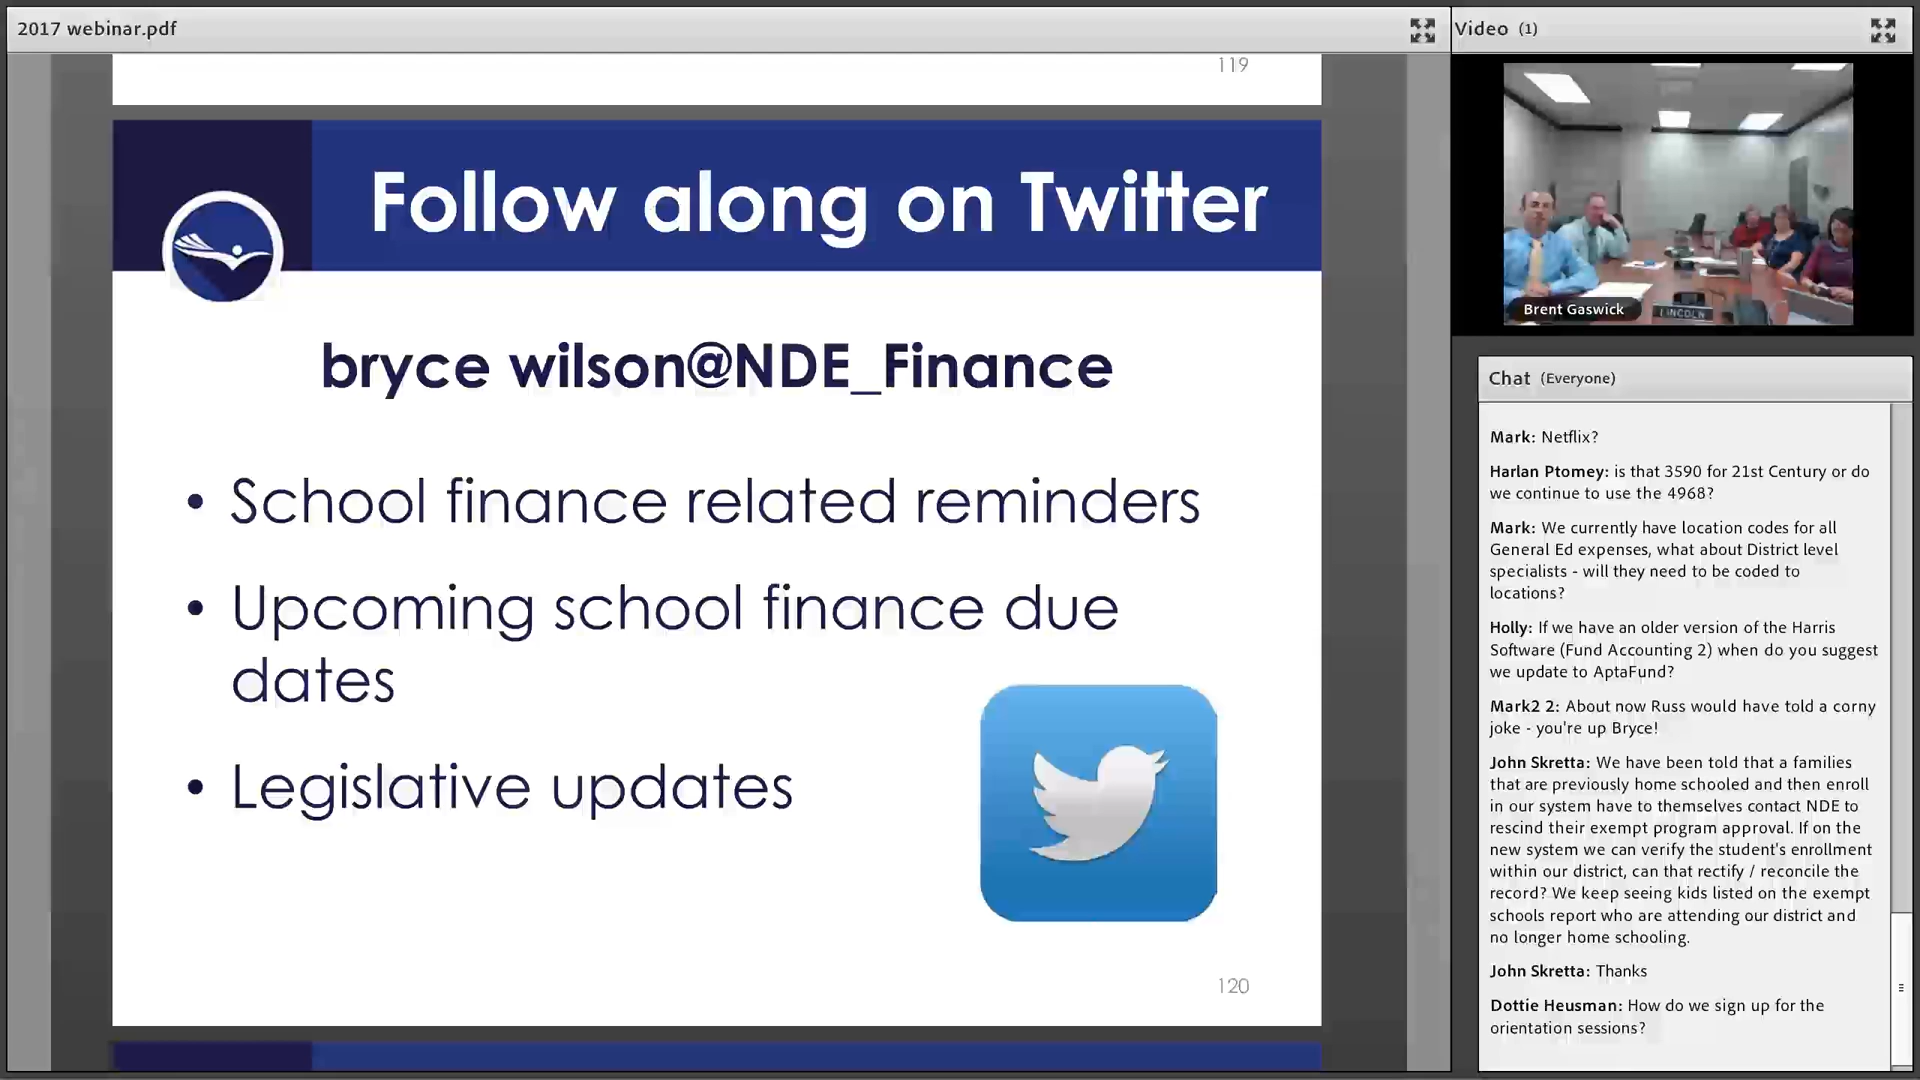 2017 webinar.pdf
119
Follow along on Twitter
bryce wilson@NDE_Finance
• School finance related reminders
• Upcoming school finance due
dates
• Legislative updates
120
Video (1)
Brent Gaswick
LINCOLN
Chat (Everyone)
Mark: Netflix?
Harlan Ptomey: is that 3590 for 21st Century or do
we continue to use the 4968?
Mark: We currently have location codes for all
General Ed expenses, what about District level
specialists - will they need to be coded to
locations?
Holly: If we have an older version of the Harris
Software (Fund Accounting 2) when do you suggest
we update to AptaFund?
Mark2 2: About now Russ would have told a corny
joke - you're up Bryce!
John Skretta: We have been told that a families
that are previously home schooled and then enroll
in our system have to themselves contact NDE to
rescind their exempt program approval. If on the
new system we can verify the student's enrollment
within our district, can that rectify / reconcile the
record? We keep seeing kids listed on the exempt
schools report who are attending our district and
no longer home schooling.
John Skretta: Thanks
Dottie Heusman: How do we sign up for the
orientation sessions?